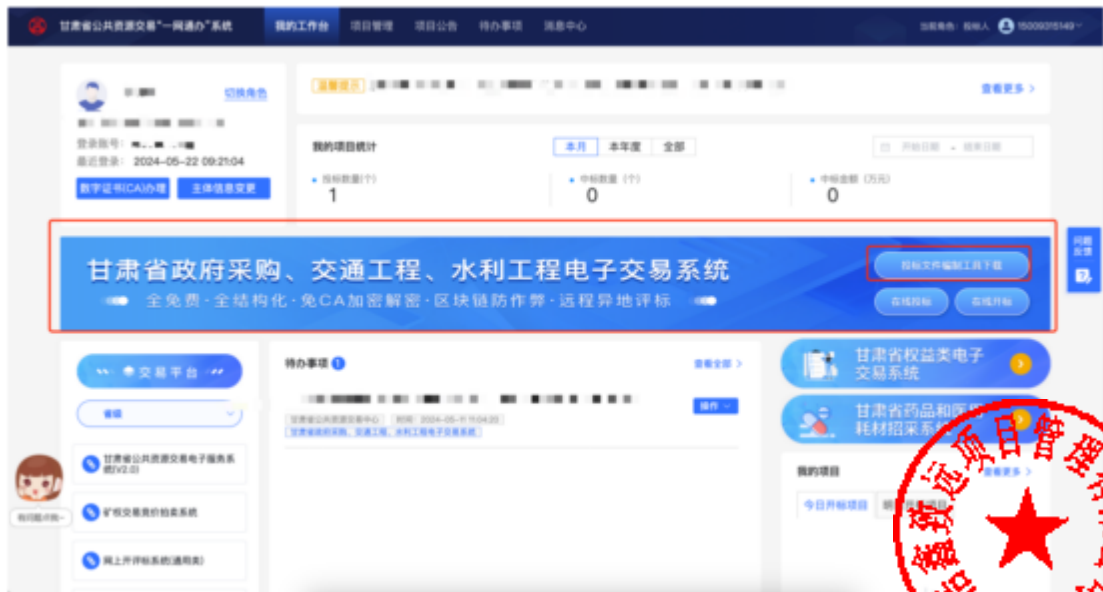 甘肃省公共资源交易“一网通办”系统 我的工作台 项目管理 项目公告 待办事项 消息中心 当前角色：投标人 15009315149
切换角色
温馨提示
查看更多 >
登录账号：
最近登录： 2024-05-22 09:21:04
数字证书(CA)办理 主体信息变更
我的项目统计 本月 本年度 全部 开始日期 - 结束日期
投标数量(个) 中标数量（个） 中标金额（万元）
1 0 0
问题反馈
甘肃省政府采购、交通工程、水利工程电子交易系统
全免费·全结构化·免CA加密解密·区块链防作弊·远程异地评标
投标文件编制工具下载
在线投标 在线开标
交易平台
省级
甘肃省公共资源交易电子服务系
统(V2.0)
矿权交易竞价拍卖系统
网上开评标系统(通用类)
有问题点我~
待办事项 1 查看全部 >
操作
甘肃省公共资源交易中心 时间：2024-05-11 11:04:20
甘肃省政府采购、交通工程、水利工程电子交易系统
甘肃省权益类电子
交易系统
甘肃省药品和医
耗材招采系统
我的项目 查看更多 >
今日开标项目
鑫致远项目管理